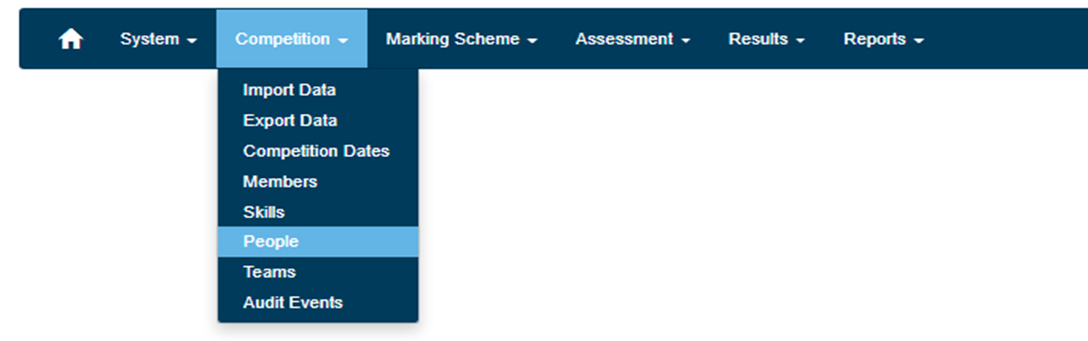 System Competition Marking Scheme Assessment Results Reports
Import Data
Export Data
Competition Dates
Members
Skills
People
Teams
Audit Events